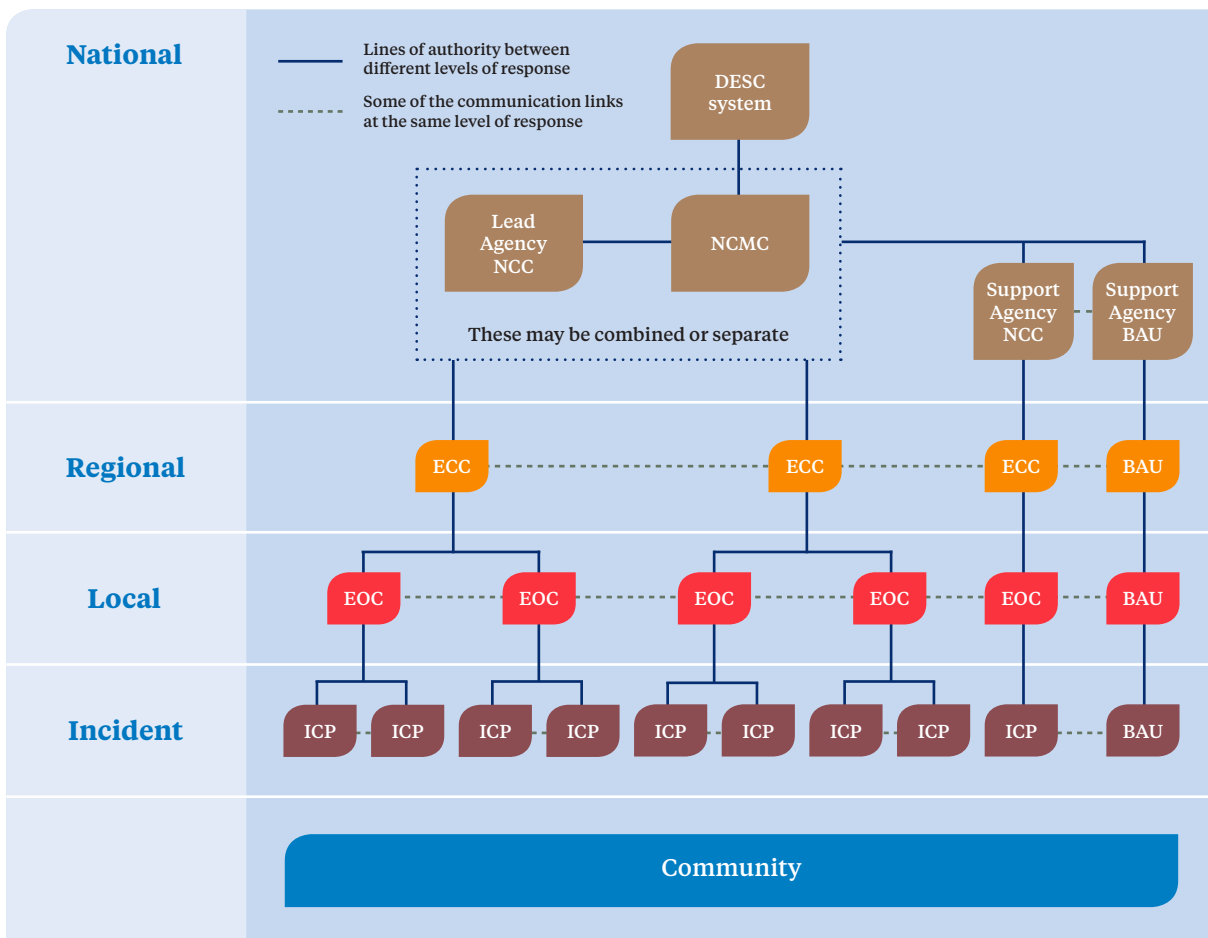 National
Lines of authority between
different levels of response
Some of the communication links
at the same level of response
DESC
system
Lead
Agency
NCC
NCMC
These may be combined or separate
Support
Agency
NCC
Support
Agency
BAU
Regional
ECC
ECC
ECC
BAU
Local
EOC
EOC
EOC
EOC
EOC
BAU
Incident
ICP
ICP
ICP
ICP
ICP
ICP
ICP
ICP
ICP
BAU
Community